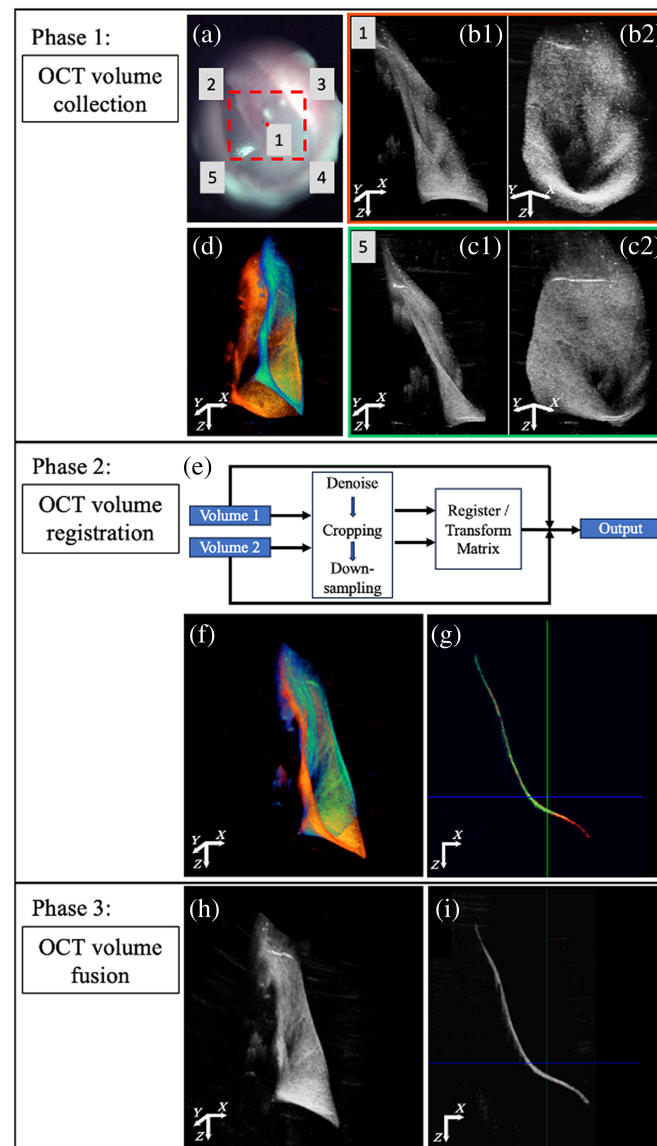 Phase 1:
OCT volume
collection
(a)
2
3
1
5
4
1
(b1)
(b2)
Y X
Z
X
Y
Z
(d)
Y X
Z
5
(c1)
(c2)
Y X
Z
X
Y
Z
Phase 2:
OCT volume
registration
(e)
Volume 1
Volume 2
Denoise
Cropping
Down-
sampling
Register /
Transform
Matrix
Output
(f)
Y X
Z
(g)
X
Z
Phase 3:
OCT volume
fusion
(h)
Y X
Z
(i)
X
Z